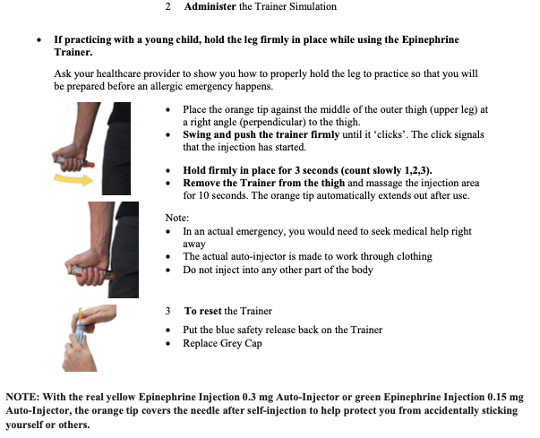 2 Administer the Trainer Simulation
• If practicing with a young child, hold the leg firmly in place while using the Epinephrine
Trainer.
Ask your healthcare provider to show you how to properly hold the leg to practice so that you will
be prepared before an allergic emergency happens.
• Place the orange tip against the middle of the outer thigh (upper leg) at
a right angle (perpendicular) to the thigh.
• Swing and push the trainer firmly until it ‘clicks’. The click signals
that the injection has started.
• Hold firmly in place for 3 seconds (count slowly 1,2,3).
• Remove the Trainer from the thigh and massage the injection area
for 10 seconds. The orange tip automatically extends out after use.
Note:
• In an actual emergency, you would need to seek medical help right
away
• The actual auto-injector is made to work through clothing
• Do not inject into any other part of the body
3 To reset the Trainer
• Put the blue safety release back on the Trainer
• Replace Grey Cap
NOTE: With the real yellow Epinephrine Injection 0.3 mg Auto-Injector or green Epinephrine Injection 0.15 mg
Auto-Injector, the orange tip covers the needle after self-injection to help protect you from accidentally sticking
yourself or others.